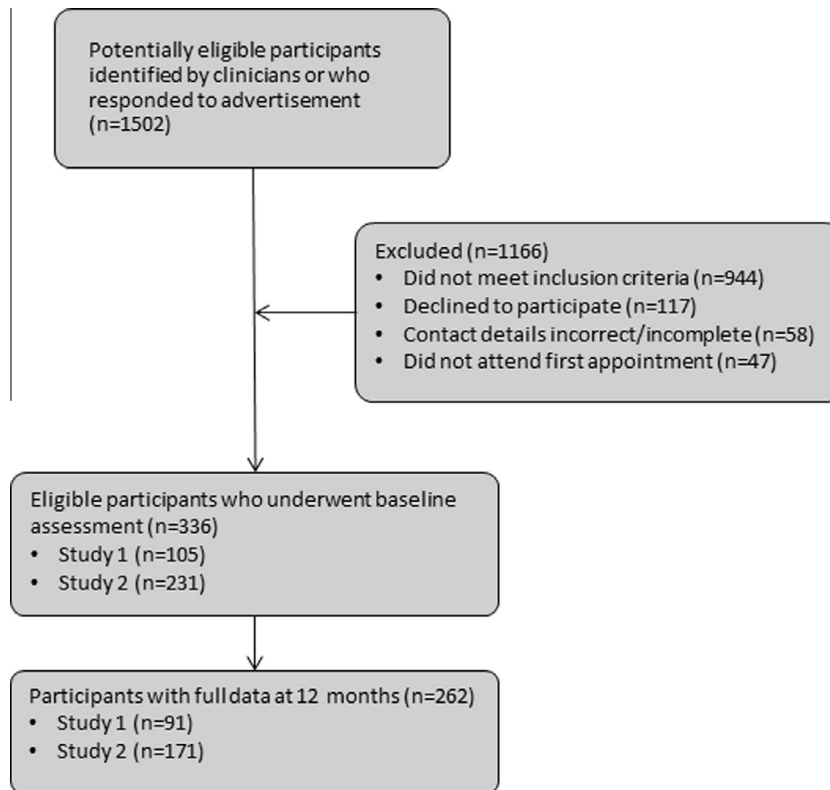 Potentially eligible participants
identified by clinicians or who
responded to advertisement
(n=1502)
Excluded (n=1166)
• Did not meet inclusion criteria (n=944)
• Declined to participate (n=117)
• Contact details incorrect/incomplete (n=58)
• Did not attend first appointment (n=47)
Eligible participants who underwent baseline
assessment (n=336)
• Study 1 (n=105)
• Study 2 (n=231)
Participants with full data at 12 months (n=262)
• Study 1 (n=91)
• Study 2 (n=171)